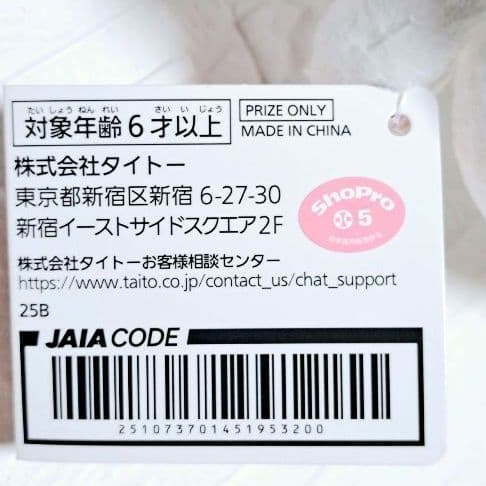 たいしょうねんれい さいいじょう
対象年齢6才以上
PRIZE ONLY
MADE IN CHINA
株式会社タイトー
東京都新宿区新宿 6-27-30
新宿イーストサイドスクエア2F
ShoPro
小 5
株式会社タイトーお客様相談センター
https://www.taito.co.jp/contact_us/chat_support
25B
JAIA CODE
2510737014519532​00